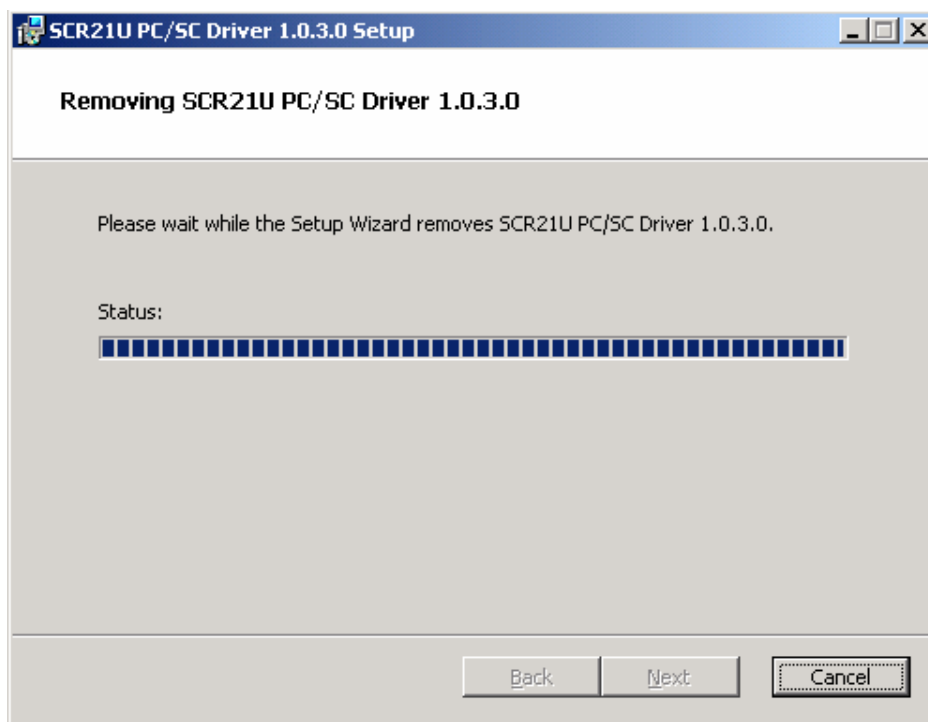 SCR21U PC/SC Driver 1.0.3.0 Setup
Removing SCR21U PC/SC Driver 1.0.3.0
Please wait while the Setup Wizard removes SCR21U PC/SC Driver 1.0.3.0.
Status:
Back Next Cancel